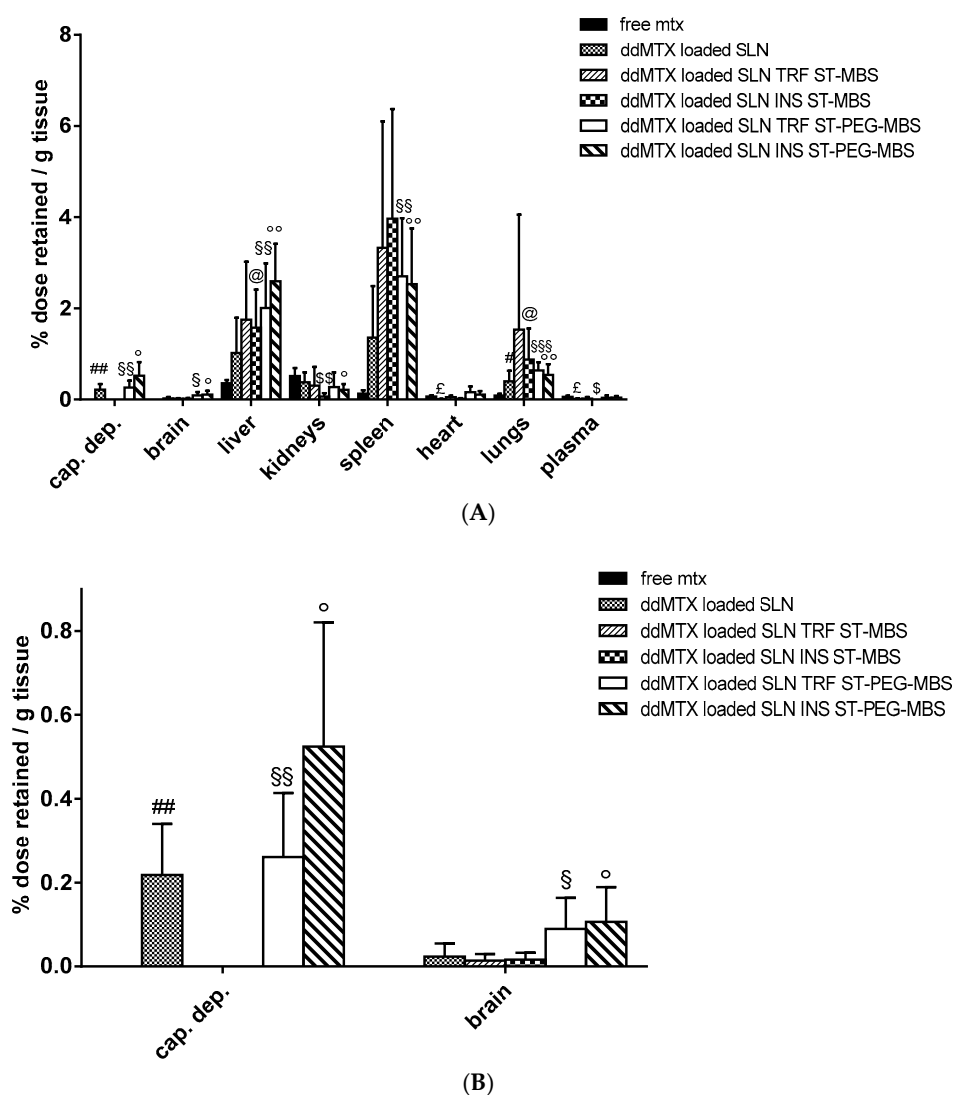 % dose retained / g tissue
8
6
4
2
0
free mtx
ddMTX loaded SLN
ddMTX loaded SLN TRF ST-MBS
ddMTX loaded SLN INS ST-MBS
ddMTX loaded SLN TRF ST-PEG-MBS
ddMTX loaded SLN INS ST-PEG-MBS
## §§ ° § ° @ §§ °° $$ ° §§ °° £ # @ §§§ °° £ $
cap. dep. brain liver kidneys spleen heart lungs plasma
(A)
% dose retained / g tissue
0.8
0.6
0.4
0.2
0.0
free mtx
ddMTX loaded SLN
ddMTX loaded SLN TRF ST-MBS
ddMTX loaded SLN INS ST-MBS
ddMTX loaded SLN TRF ST-PEG-MBS
ddMTX loaded SLN INS ST-PEG-MBS
## §§ ° § °
cap. dep. brain
(B)